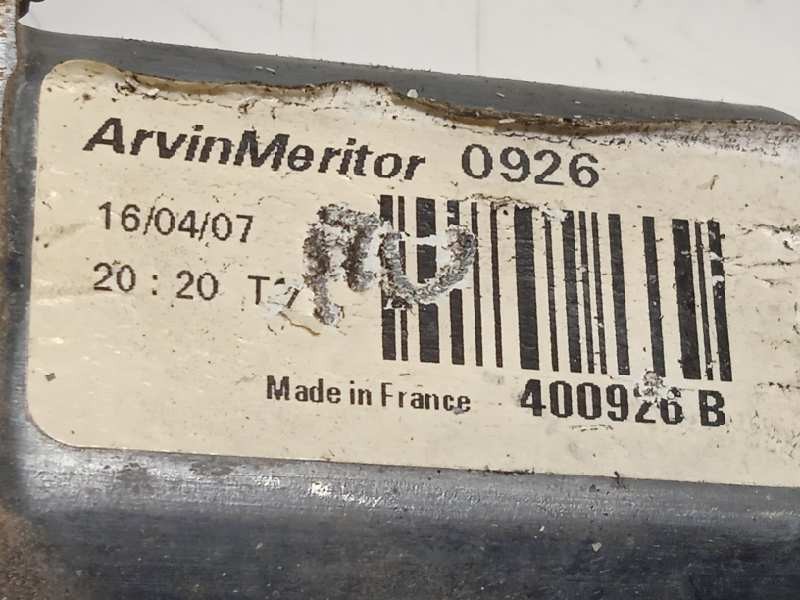 ArvinMeritor 0926
16/04/07
20 : 20
Made in France 400926 B